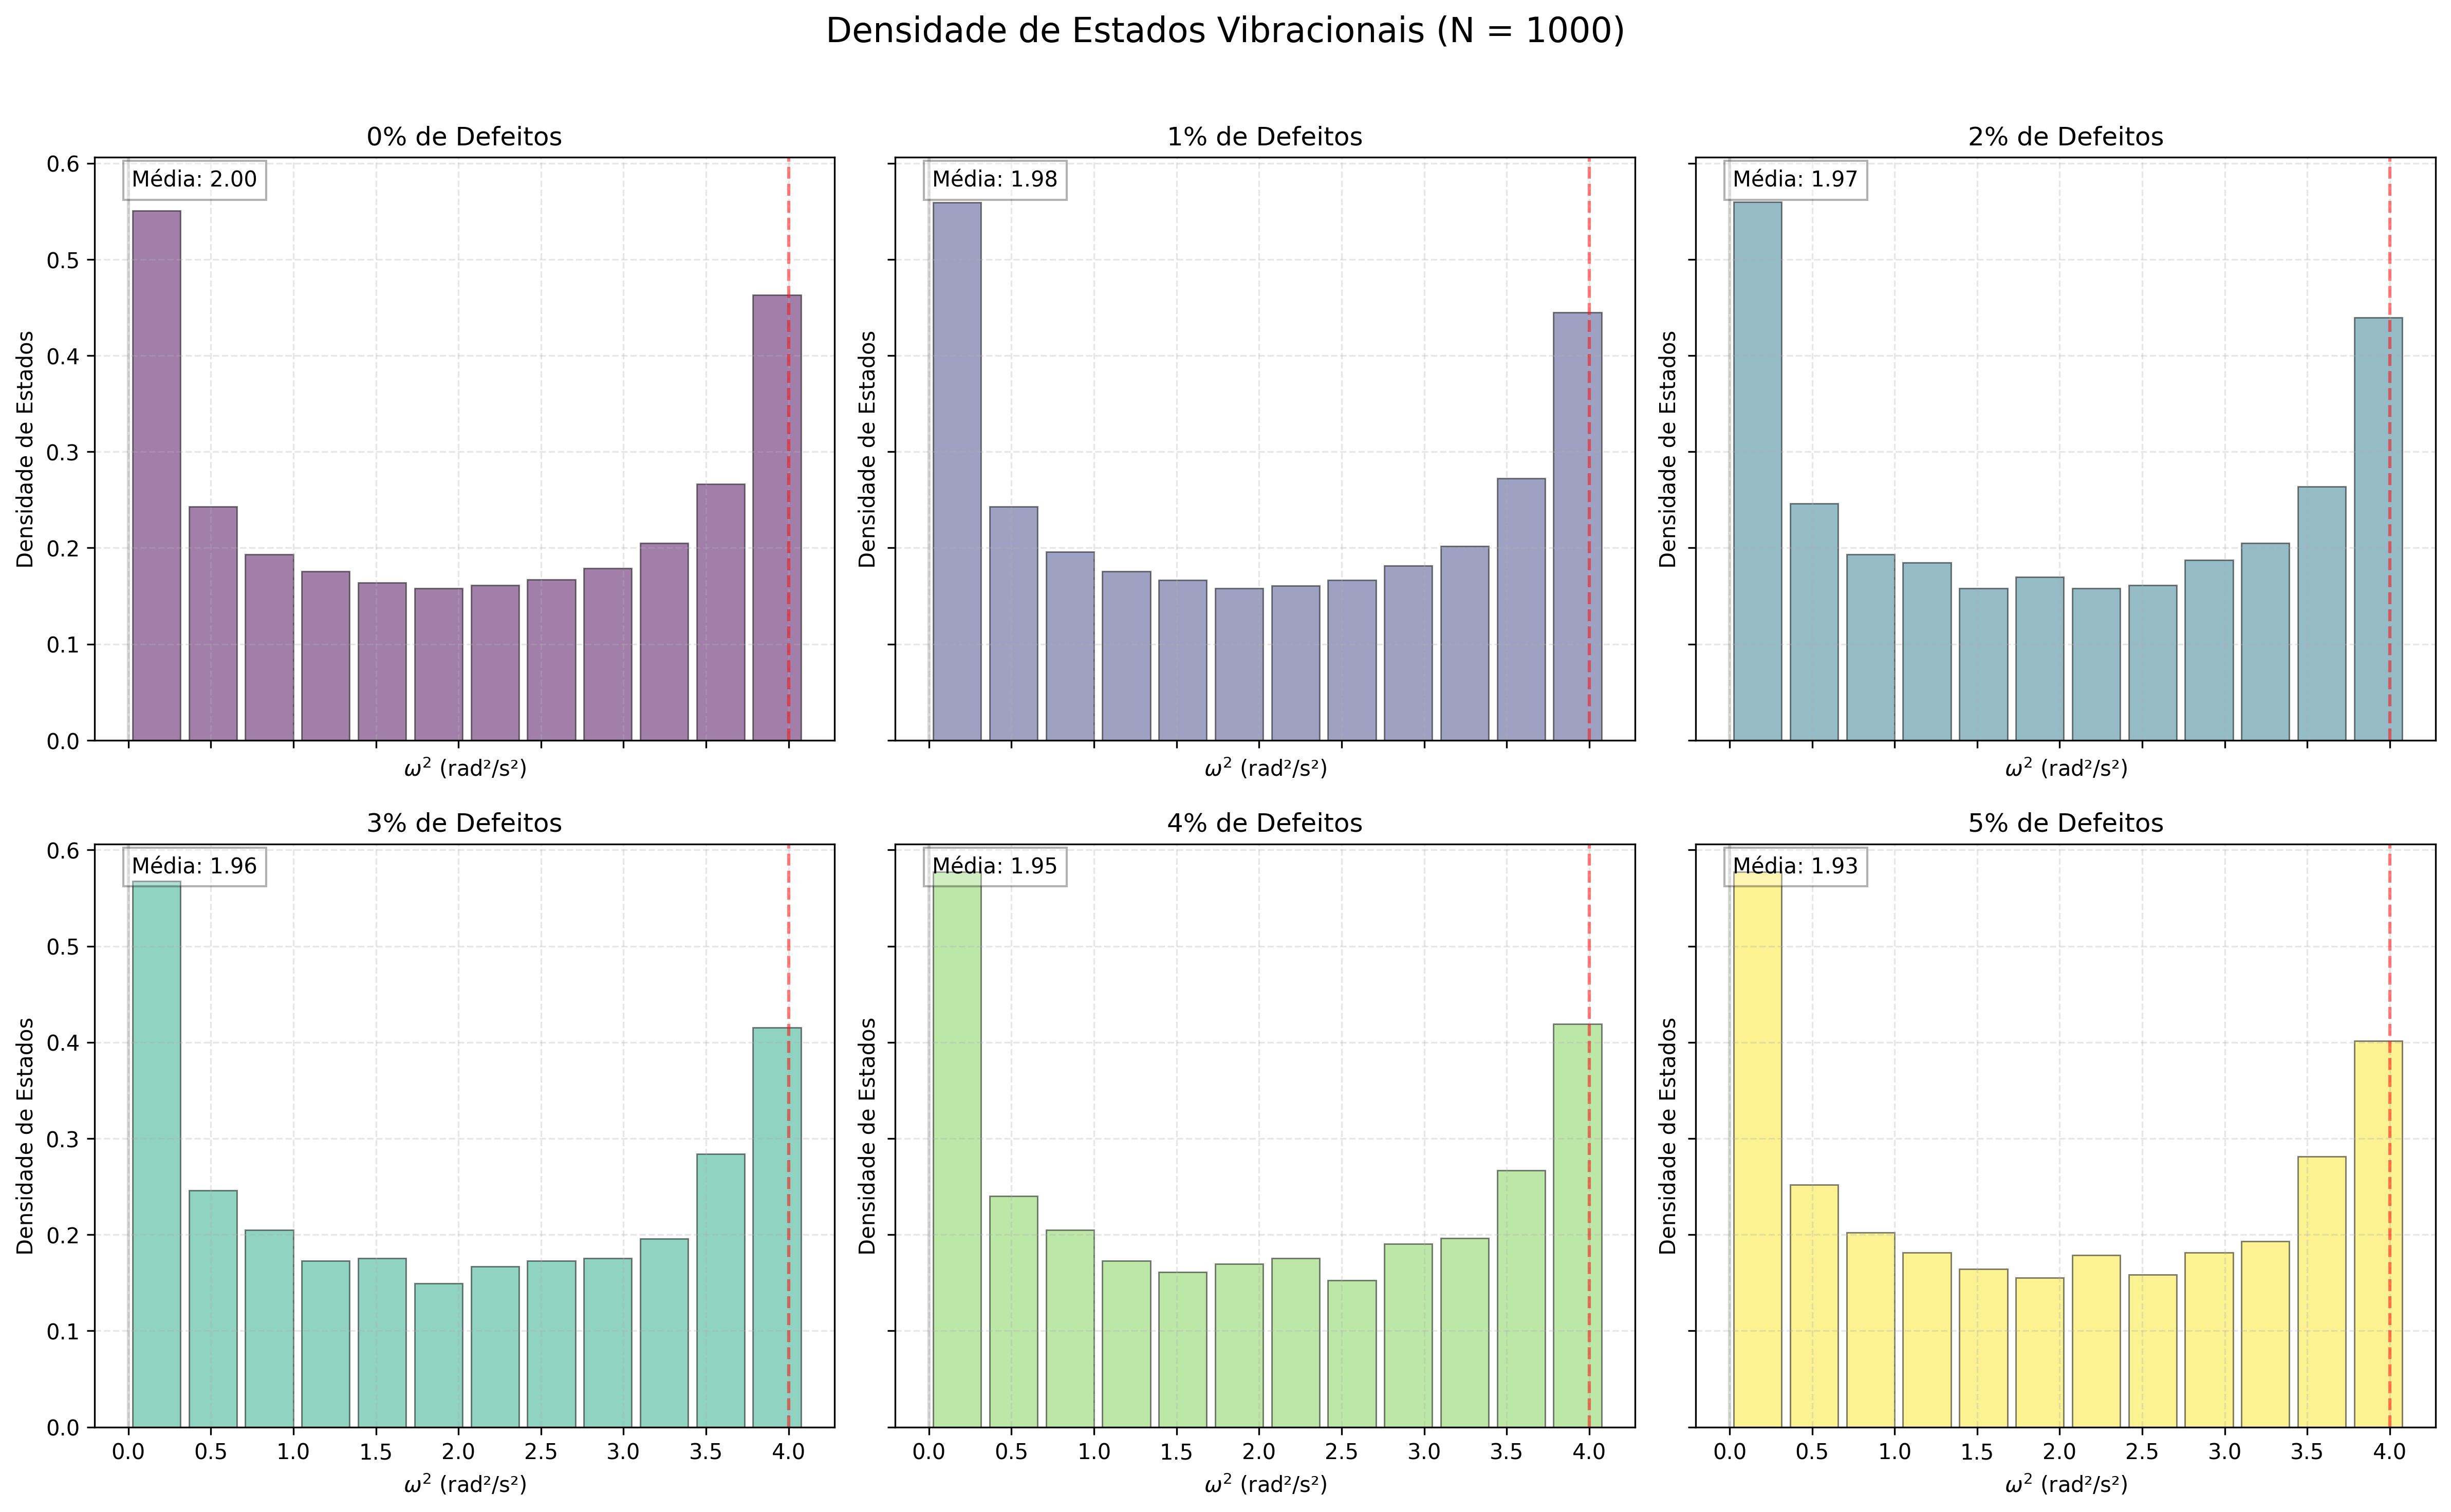 Densidade de Estados Vibracionais (N = 1000)
0% de Defeitos
Média: 2.00
Densidade de Estados
0.6
0.5
0.4
0.3
0.2
0.1
0.0
ω² (rad²/s²)
1% de Defeitos
Média: 1.98
Densidade de Estados
ω² (rad²/s²)
2% de Defeitos
Média: 1.97
Densidade de Estados
ω² (rad²/s²)
3% de Defeitos
Média: 1.96
Densidade de Estados
0.6
0.5
0.4
0.3
0.2
0.1
0.0
0.0 0.5 1.0 1.5 2.0 2.5 3.0 3.5 4.0
ω² (rad²/s²)
4% de Defeitos
Média: 1.95
Densidade de Estados
0.0 0.5 1.0 1.5 2.0 2.5 3.0 3.5 4.0
ω² (rad²/s²)
5% de Defeitos
Média: 1.93
Densidade de Estados
0.0 0.5 1.0 1.5 2.0 2.5 3.0 3.5 4.0
ω² (rad²/s²)